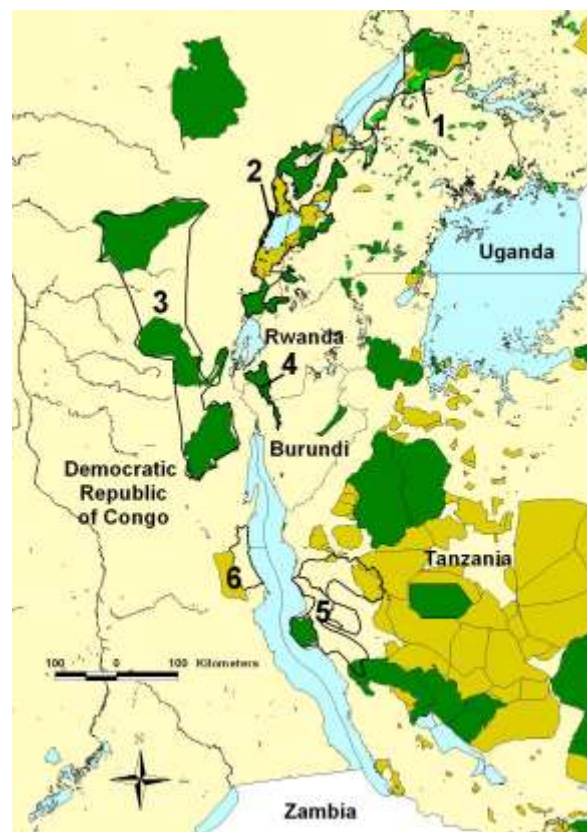 1
2
Uganda
3
Rwanda
4
Burundi
Democratic
Republic
of Congo
Tanzania
6
5
100 0 100 Kilometers
N
Zambia